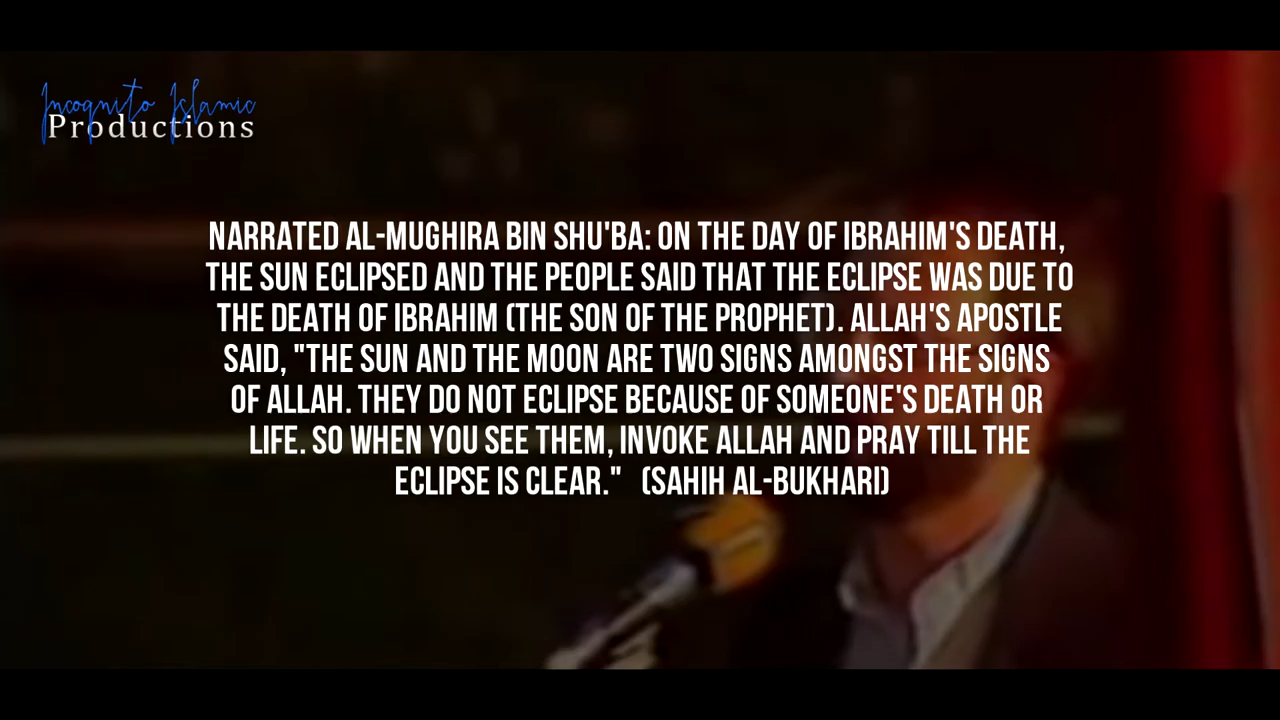 Incognito Islamic
Productions
NARRATED AL-MUGHIRA BIN SHU'BA: ON THE DAY OF IBRAHIM'S DEATH,
THE SUN ECLIPSED AND THE PEOPLE SAID THAT THE ECLIPSE WAS DUE TO
THE DEATH OF IBRAHIM (THE SON OF THE PROPHET). ALLAH'S APOSTLE
SAID, "THE SUN AND THE MOON ARE TWO SIGNS AMONGST THE SIGNS
OF ALLAH. THEY DO NOT ECLIPSE BECAUSE OF SOMEONE'S DEATH OR
LIFE. SO WHEN YOU SEE THEM, INVOKE ALLAH AND PRAY TILL THE
ECLIPSE IS CLEAR." (SAHIH AL-BUKHARI)